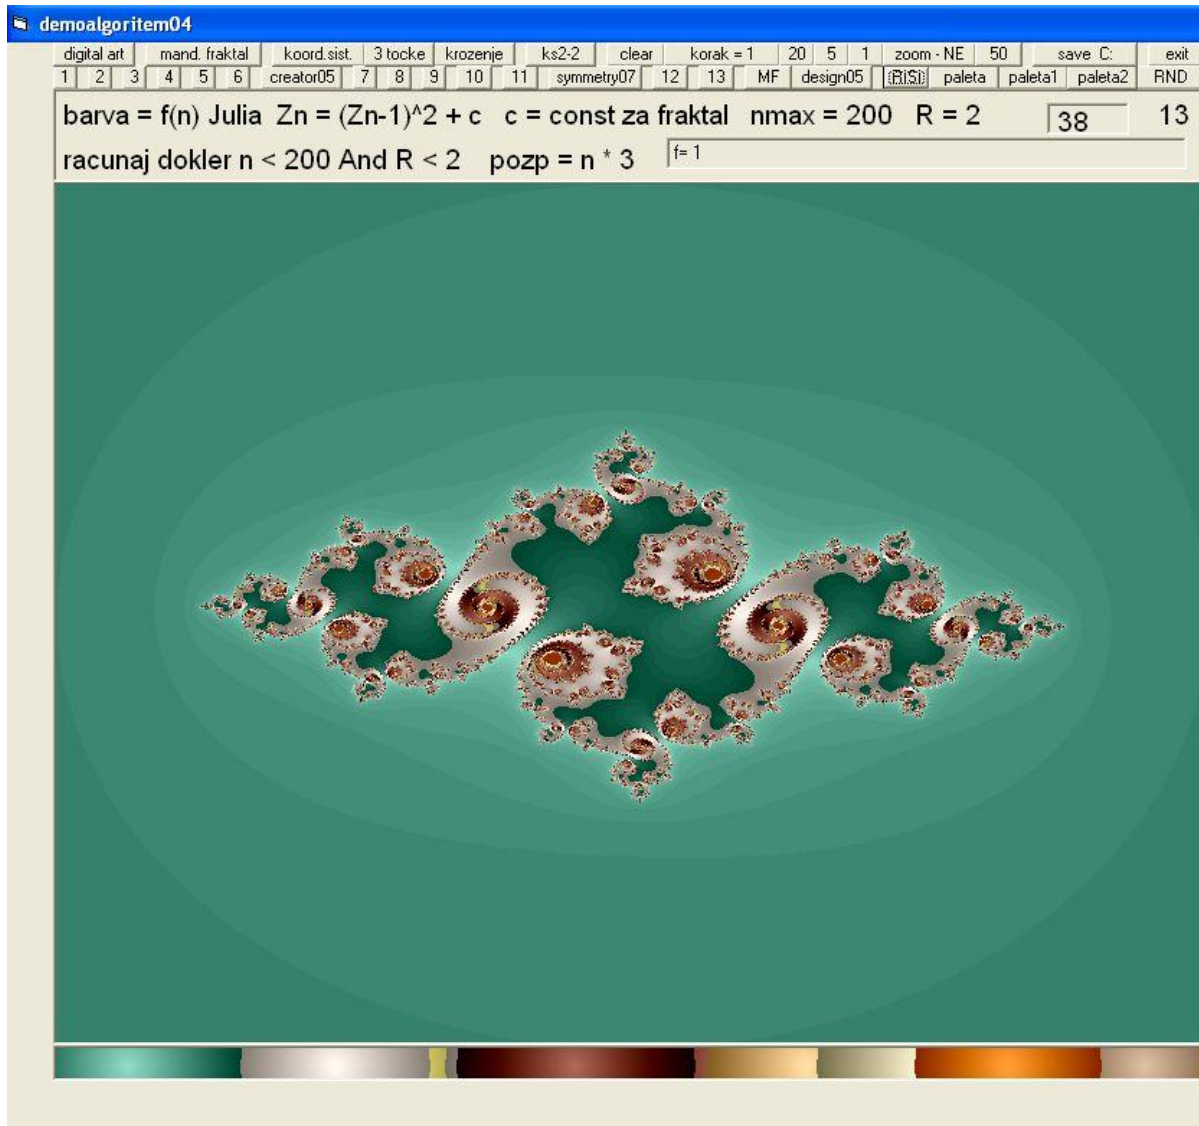 demoalgoritem04
digital art mand. fraktal koord.sist. 3 tocke krozenje ks2-2 clear korak = 1 20 5 1 zoom - NE 50 save C: exit
1 2 3 4 5 6 creator05 7 8 9 10 11 symmetry07 12 13 MF design05 (RiSi) paleta paleta1 paleta2 RND
barva = f(n) Julia Zn = (Zn-1)^2 + c c = const za fraktal nmax = 200 R = 2 38 13
racunaj dokler n < 200 And R < 2 pozp = n * 3 f= 1